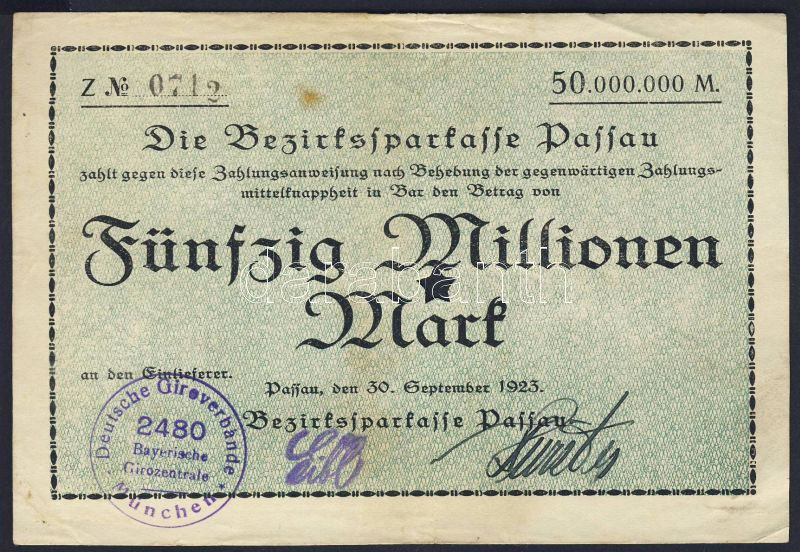 Z № 0712
50.000.000 M.
Die Bezirkssparkasse Passau
zahlt gegen diese Zahlungsanweisung nach Behebung der gegenwärtigen Zahlungs-
mittelknappheit in Bar den Betrag von
Fünfzig Millionen
Mark
darabanth
an den Einlieferer.
Passau, den 30. September 1923.
Bezirkssparkasse Passau
Deutsche Giroverbände
2480
Bayerische
Girozentrale
München